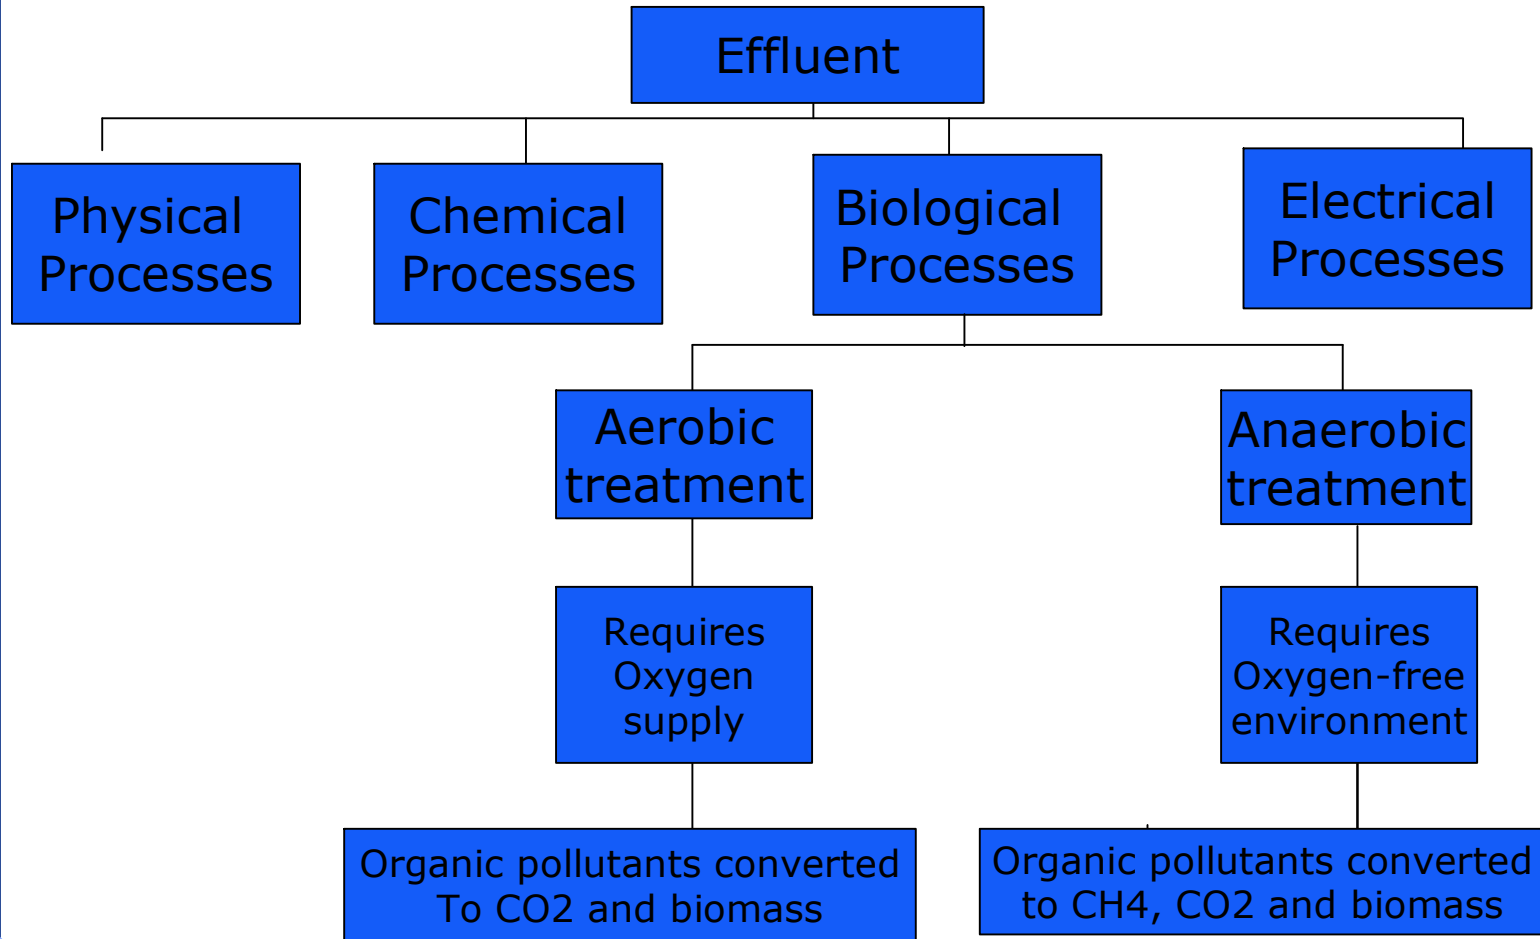 Effluent
Physical
Processes
Chemical
Processes
Biological
Processes
Electrical
Processes
Aerobic
treatment
Anaerobic
treatment
Requires
Oxygen
supply
Requires
Oxygen-free
environment
Organic pollutants converted
To CO2 and biomass
Organic pollutants converted
to CH4, CO2 and biomass